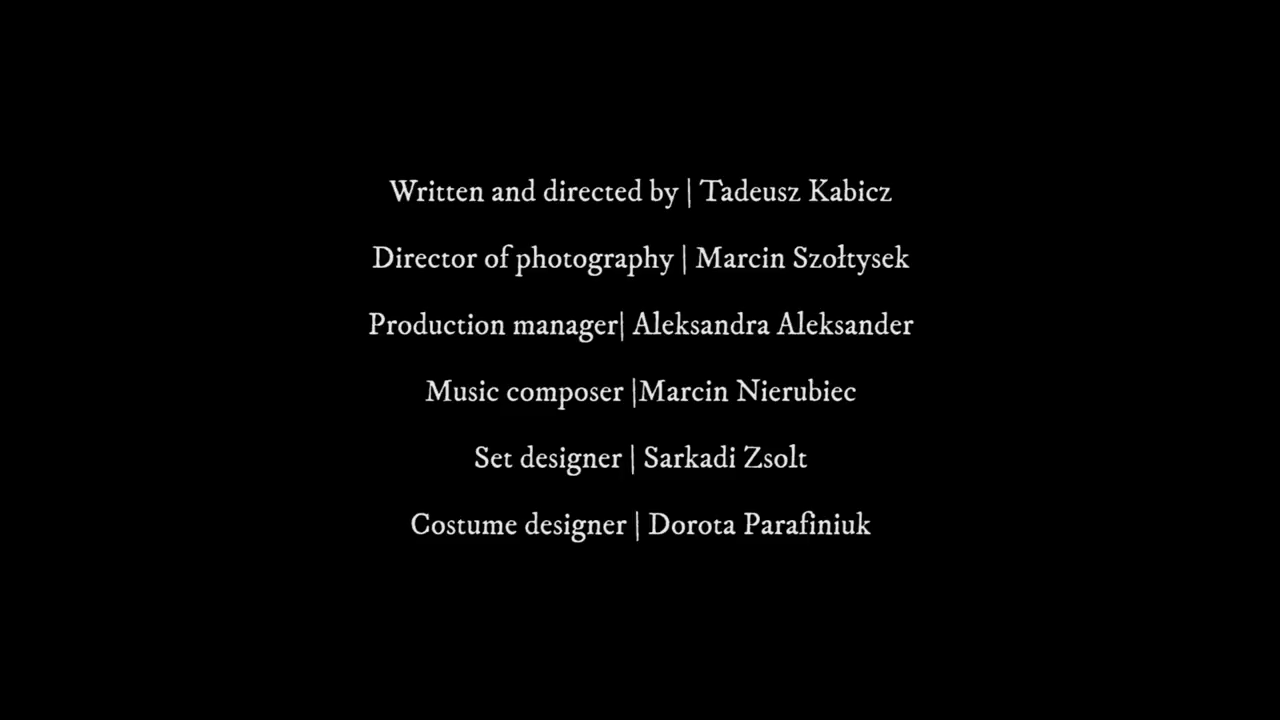 Written and directed by | Tadeusz Kabicz
Director of photography | Marcin Szołtysek
Production manager| Aleksandra Aleksander
Music composer |Marcin Nierubiec
Set designer | Sarkadi Zsolt
Costume designer | Dorota Parafiniuk